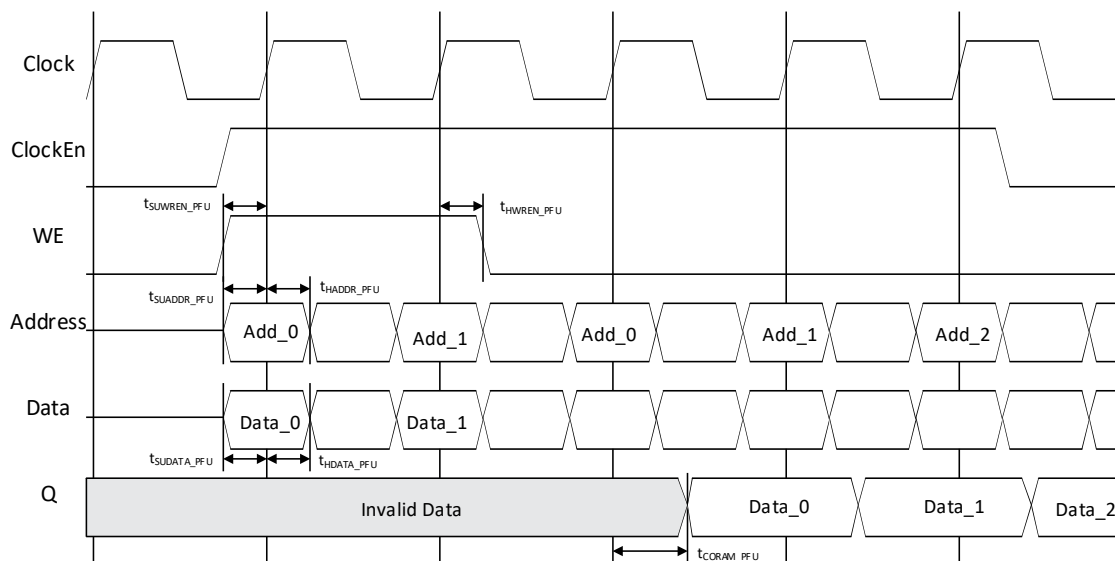 Clock
ClockEn
tSUWREN_PFU
tHWREN_PFU
WE
tSUADDR_PFU
tHADDR_PFU
Address
Add_0
Add_1
Add_0
Add_1
Add_2
Data
Data_0
Data_1
tSUDATA_PFU
tHDATA_PFU
Q
Invalid Data
Data_0
Data_1
Data_2
tCORAM_PFU